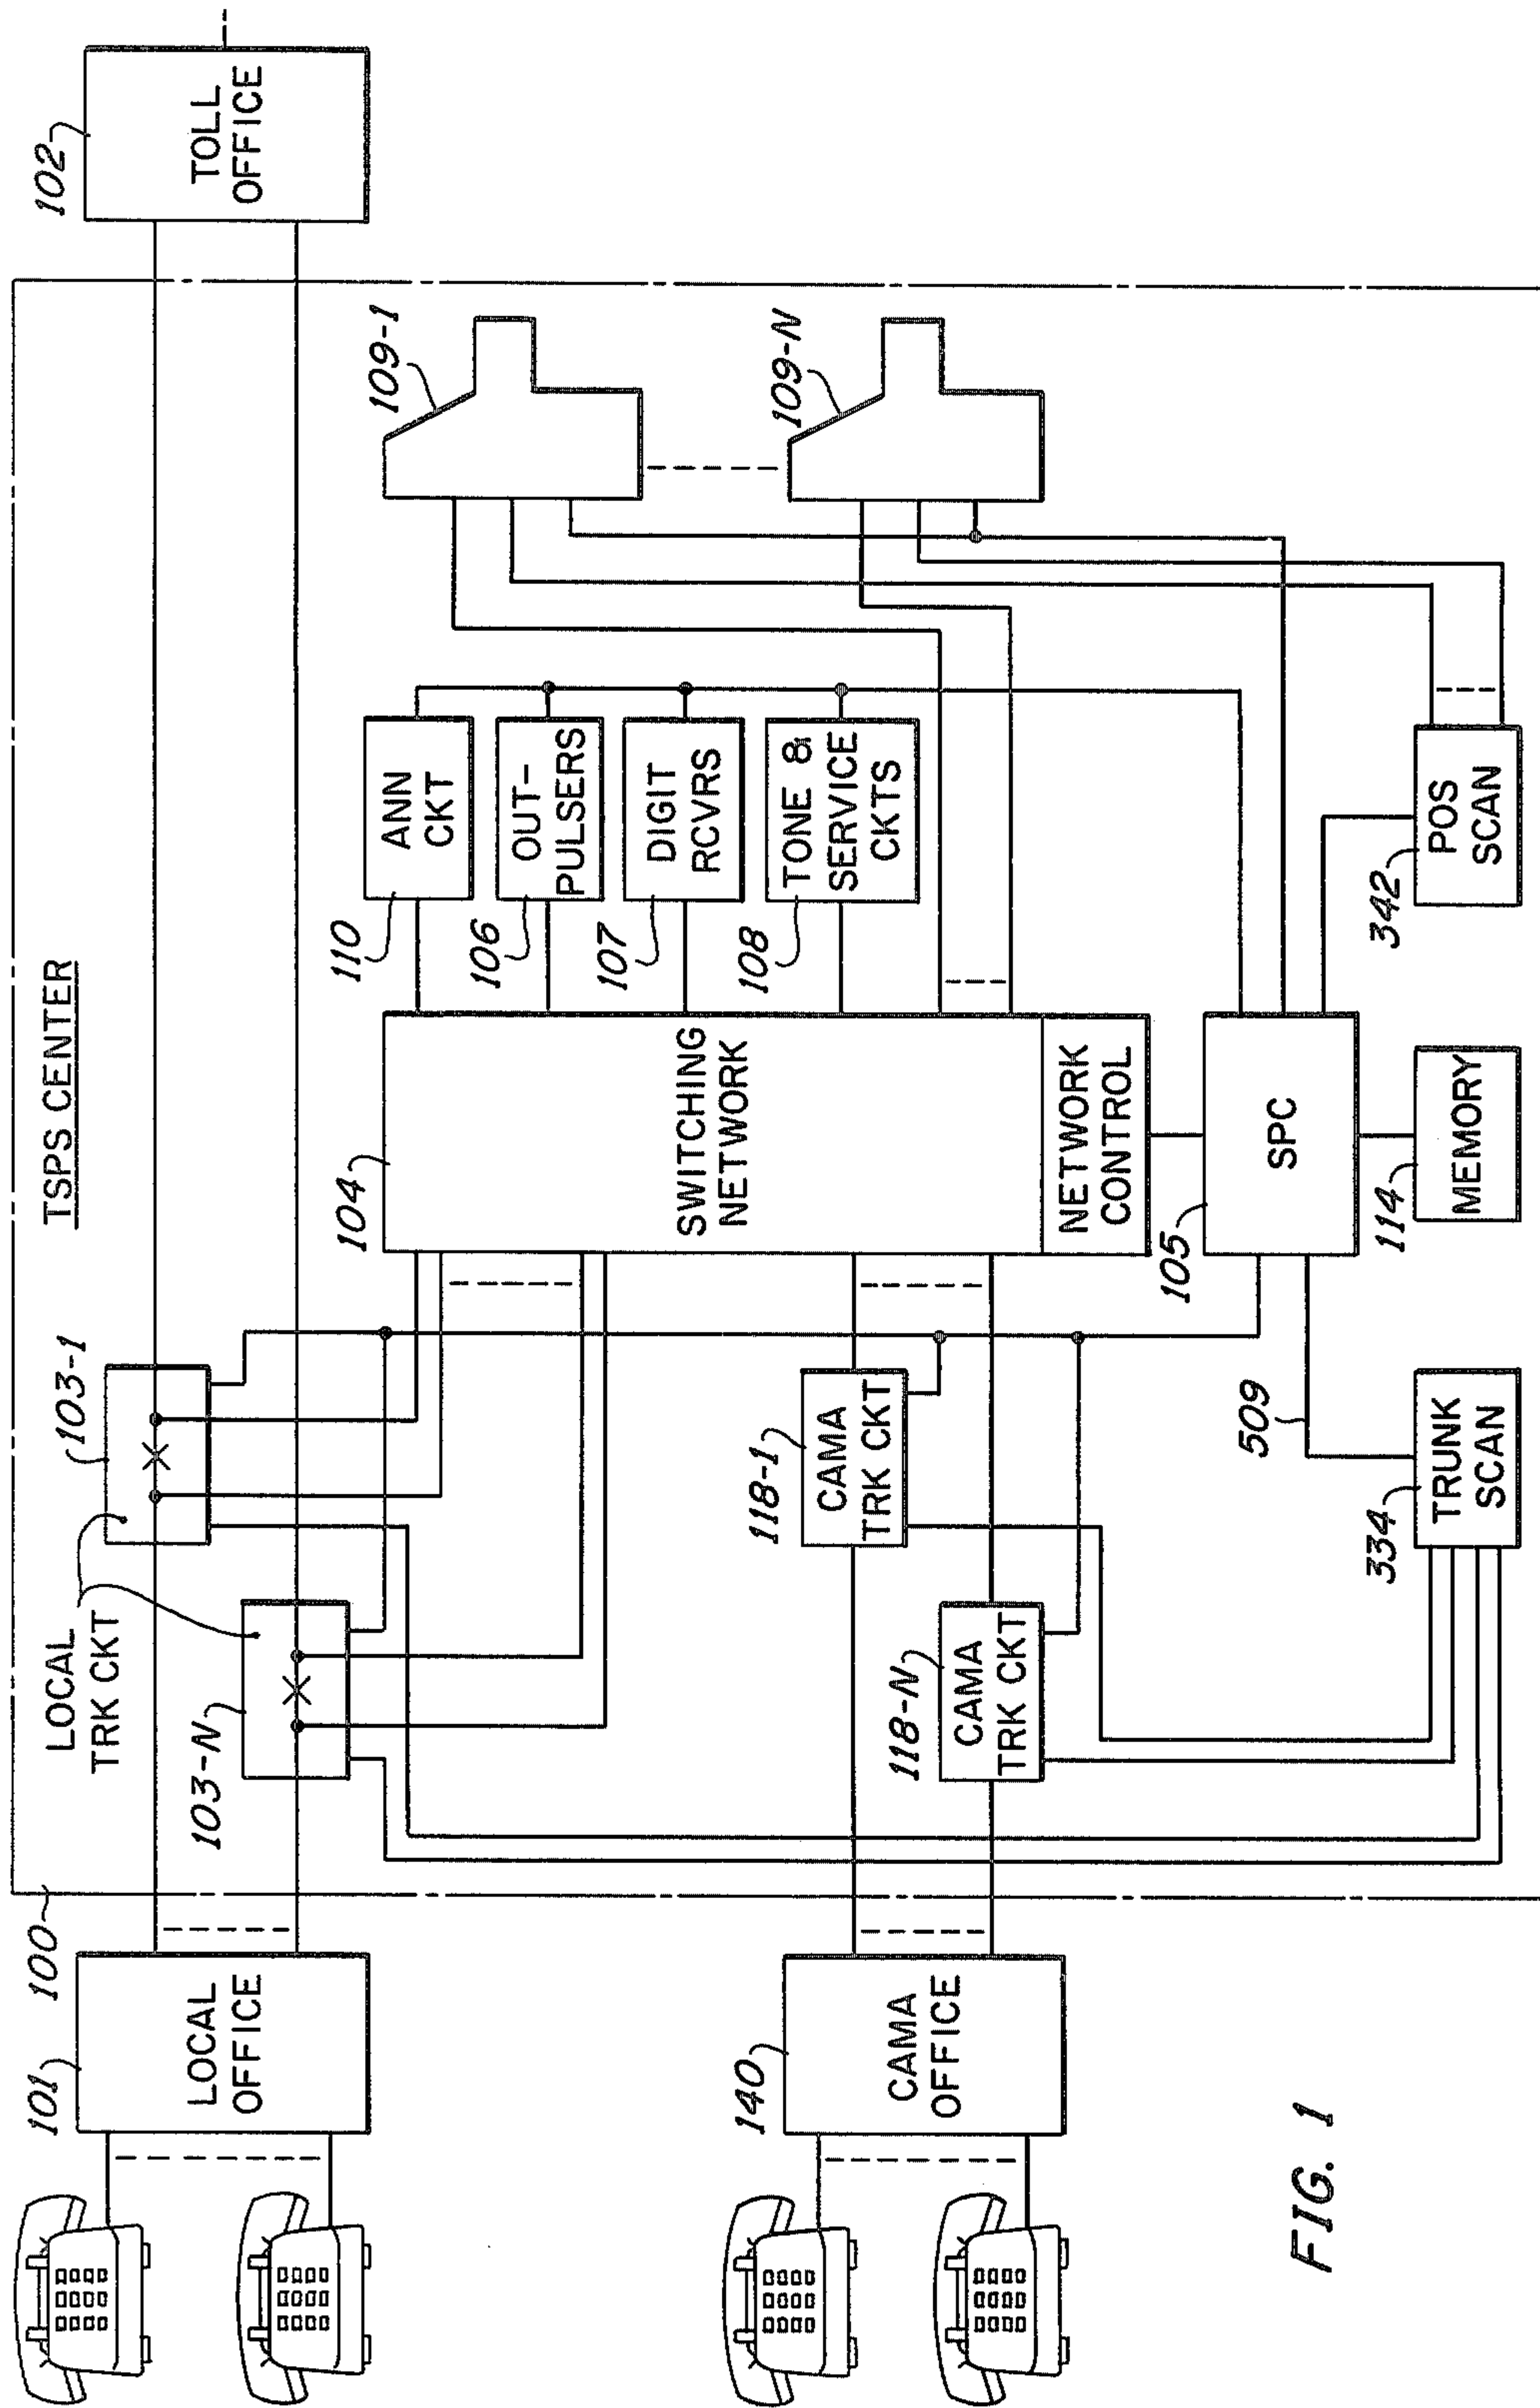 TSPS CENTER
101
LOCAL
OFFICE
100
LOCAL
TRK CKT
103-1
103-N
102
TOLL
OFFICE
104
SWITCHING
NETWORK
NETWORK
CONTROL
110
ANN
CKT
106
OUT-
PULSERS
107
DIGIT
RCVRS
108
TONE &
SERVICE
CKTS
109-1
109-N
140
CAMA
OFFICE
118-1
CAMA
TRK CKT
118-N
CAMA
TRK CKT
105
SPC
509
334
TRUNK
SCAN
114
MEMORY
342
POS
SCAN
FIG. 1